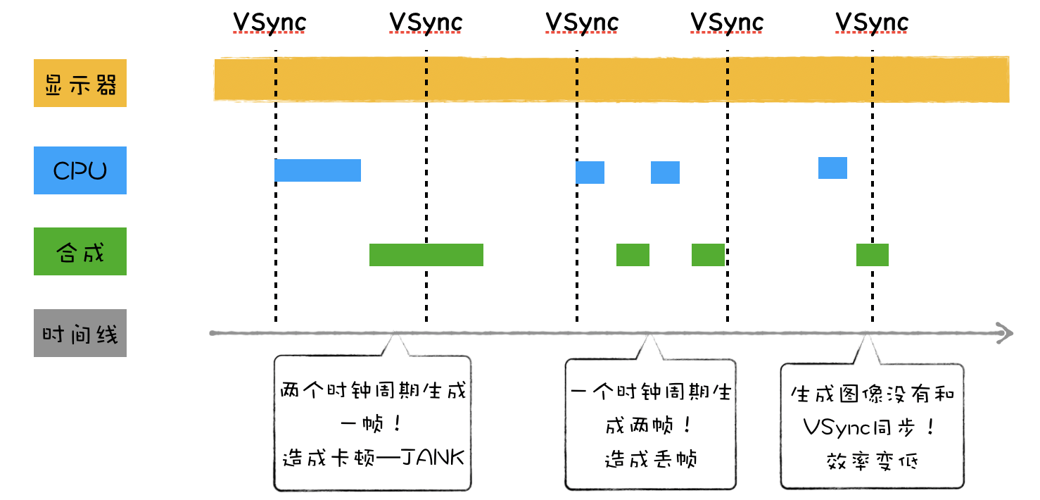 VSync VSync VSync VSync VSync
显示器
CPU
合成
时间线
两个时钟周期生成
一帧！
造成卡顿—JANK
一个时钟周期生
成两帧！
造成丢帧
生成图像没有和
VSync同步！
效率变低